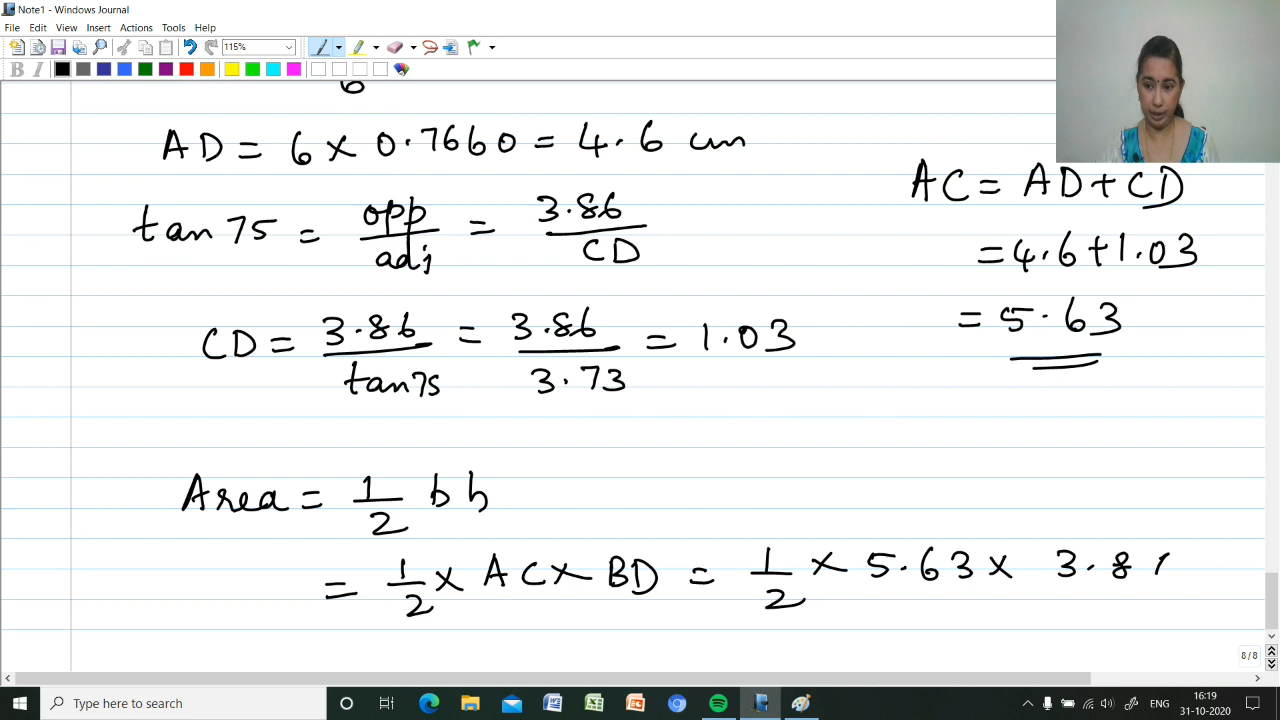 Note1 - Windows Journal
File Edit View Insert Actions Tools Help
115%
B I
6
AD = 6 × 0.7660 = 4.6 cm
tan 75 = opp/adj = 3.86/CD
CD = 3.86/tan75 = 3.86/3.73 = 1.03
AC = AD + CD
= 4.6 + 1.03
= 5.63
Area = 1/2 b h
= 1/2 × AC × BD = 1/2 × 5.63 × 3.8
8/8
Type here to search
ENG
16:19
31-10-2020